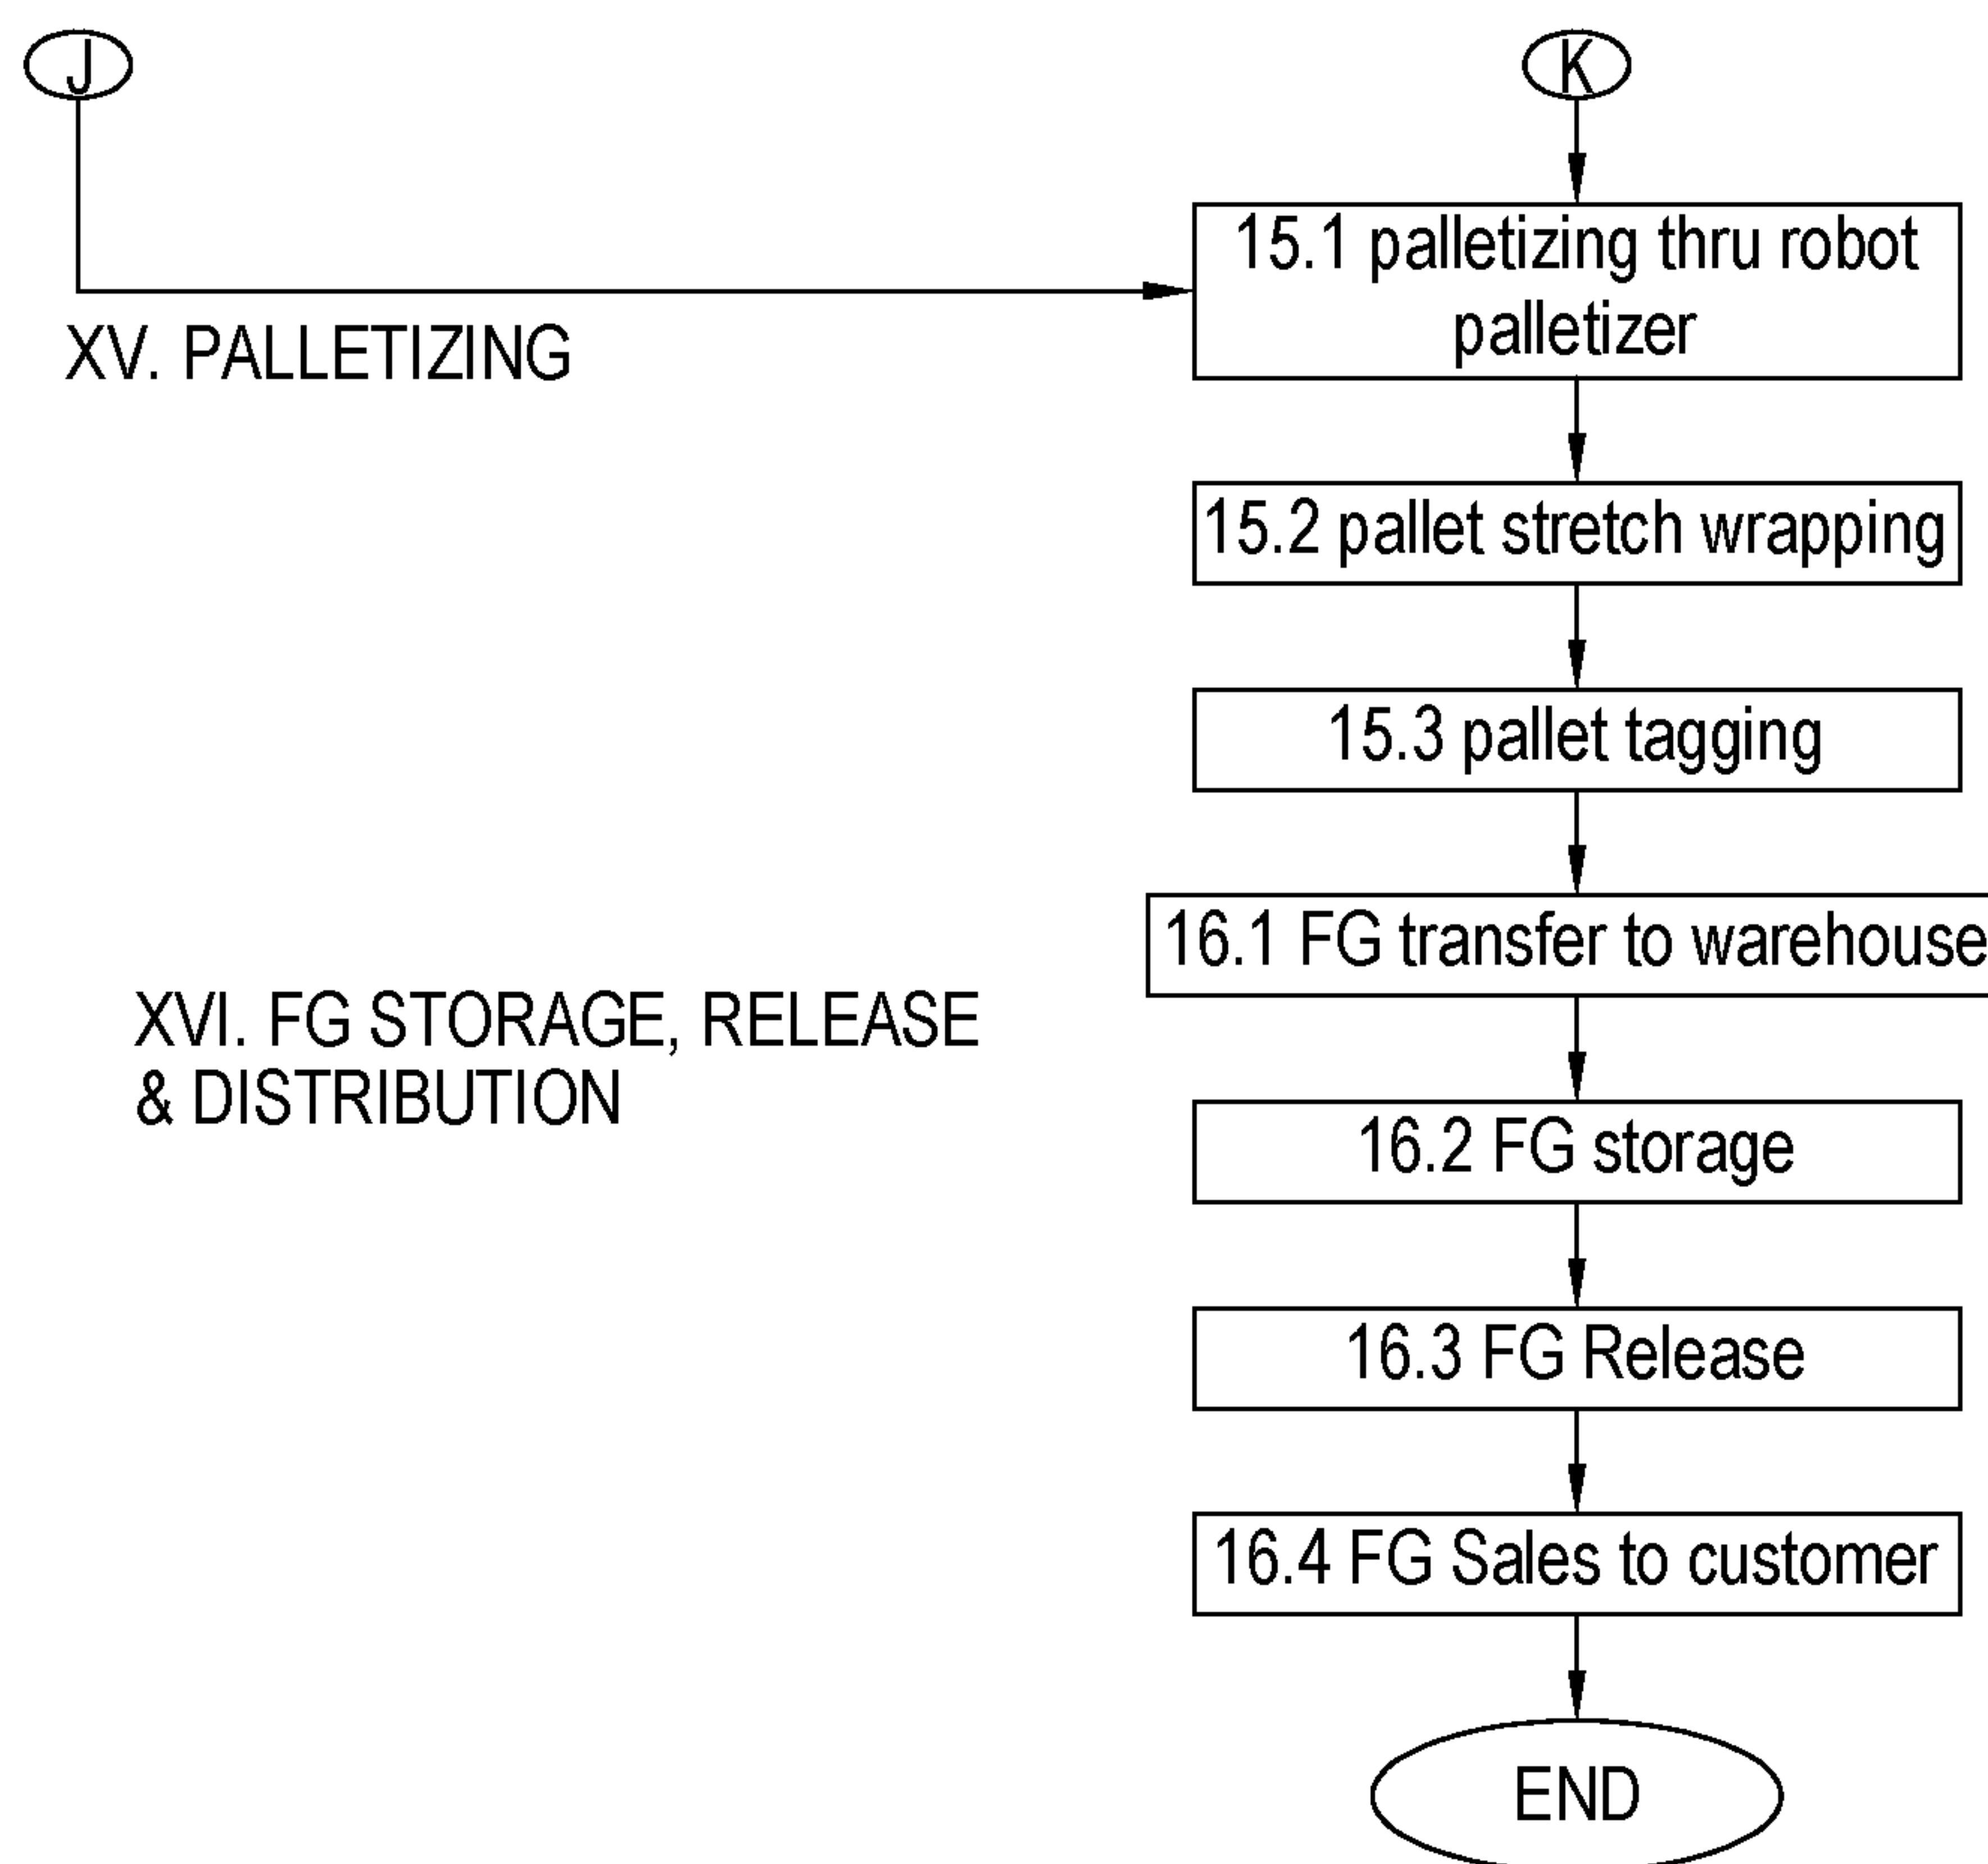 J
K
15.1 palletizing thru robot
palletizer
XV. PALLETIZING
15.2 pallet stretch wrapping
15.3 pallet tagging
16.1 FG transfer to warehouse
XVI. FG STORAGE, RELEASE
& DISTRIBUTION
16.2 FG storage
16.3 FG Release
16.4 FG Sales to customer
END